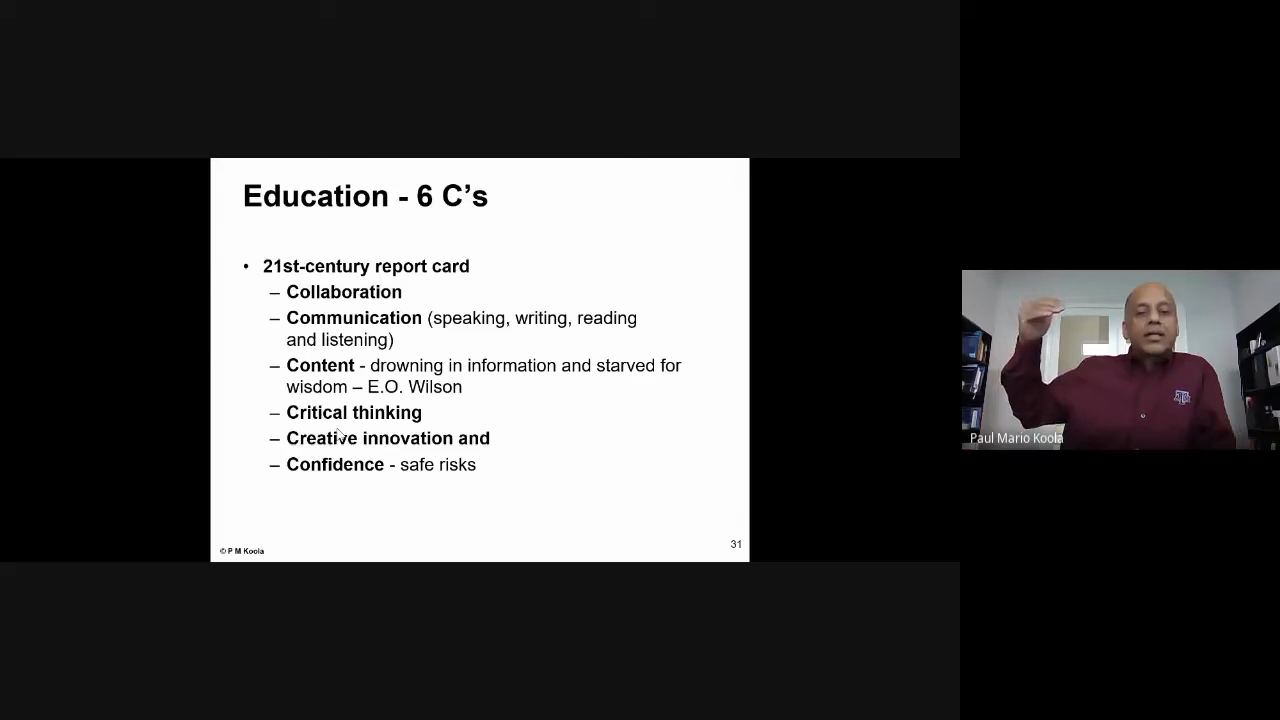 Education - 6 C's
• 21st-century report card
– Collaboration
– Communication (speaking, writing, reading
and listening)
– Content - drowning in information and starved for
wisdom – E.O. Wilson
– Critical thinking
– Creative innovation and
– Confidence - safe risks
© P M Koola
31
Paul Mario Koola
ATM